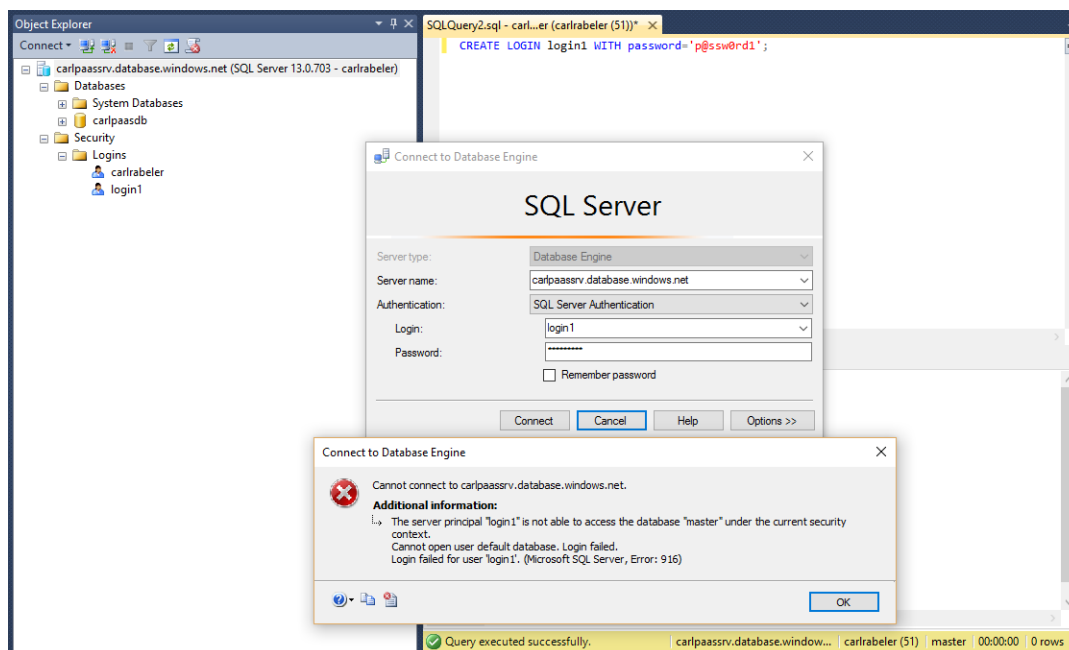 Object Explorer
Connect
carlpaassrv.database.windows.net (SQL Server 13.0.703 - carlrabeler)
Databases
System Databases
carlpaasdb
Security
Logins
carlrabeler
login1
SQLQuery2.sql - carl...er (carlrabeler (51))*
CREATE LOGIN login1 WITH password='p@ssw0rd1';
Connect to Database Engine
SQL Server
Server type: Database Engine
Server name: carlpaassrv.database.windows.net
Authentication: SQL Server Authentication
Login: login1
Password: *********
Remember password
Connect Cancel Help Options >>
Connect to Database Engine
Cannot connect to carlpaassrv.database.windows.net.
Additional information:
The server principal "login1" is not able to access the database "master" under the current security
context.
Cannot open user default database. Login failed.
Login failed for user 'login1'. (Microsoft SQL Server, Error: 916)
OK
Query executed successfully. carlpaassrv.database.window... carlrabeler (51) master 00:00:00 0 rows